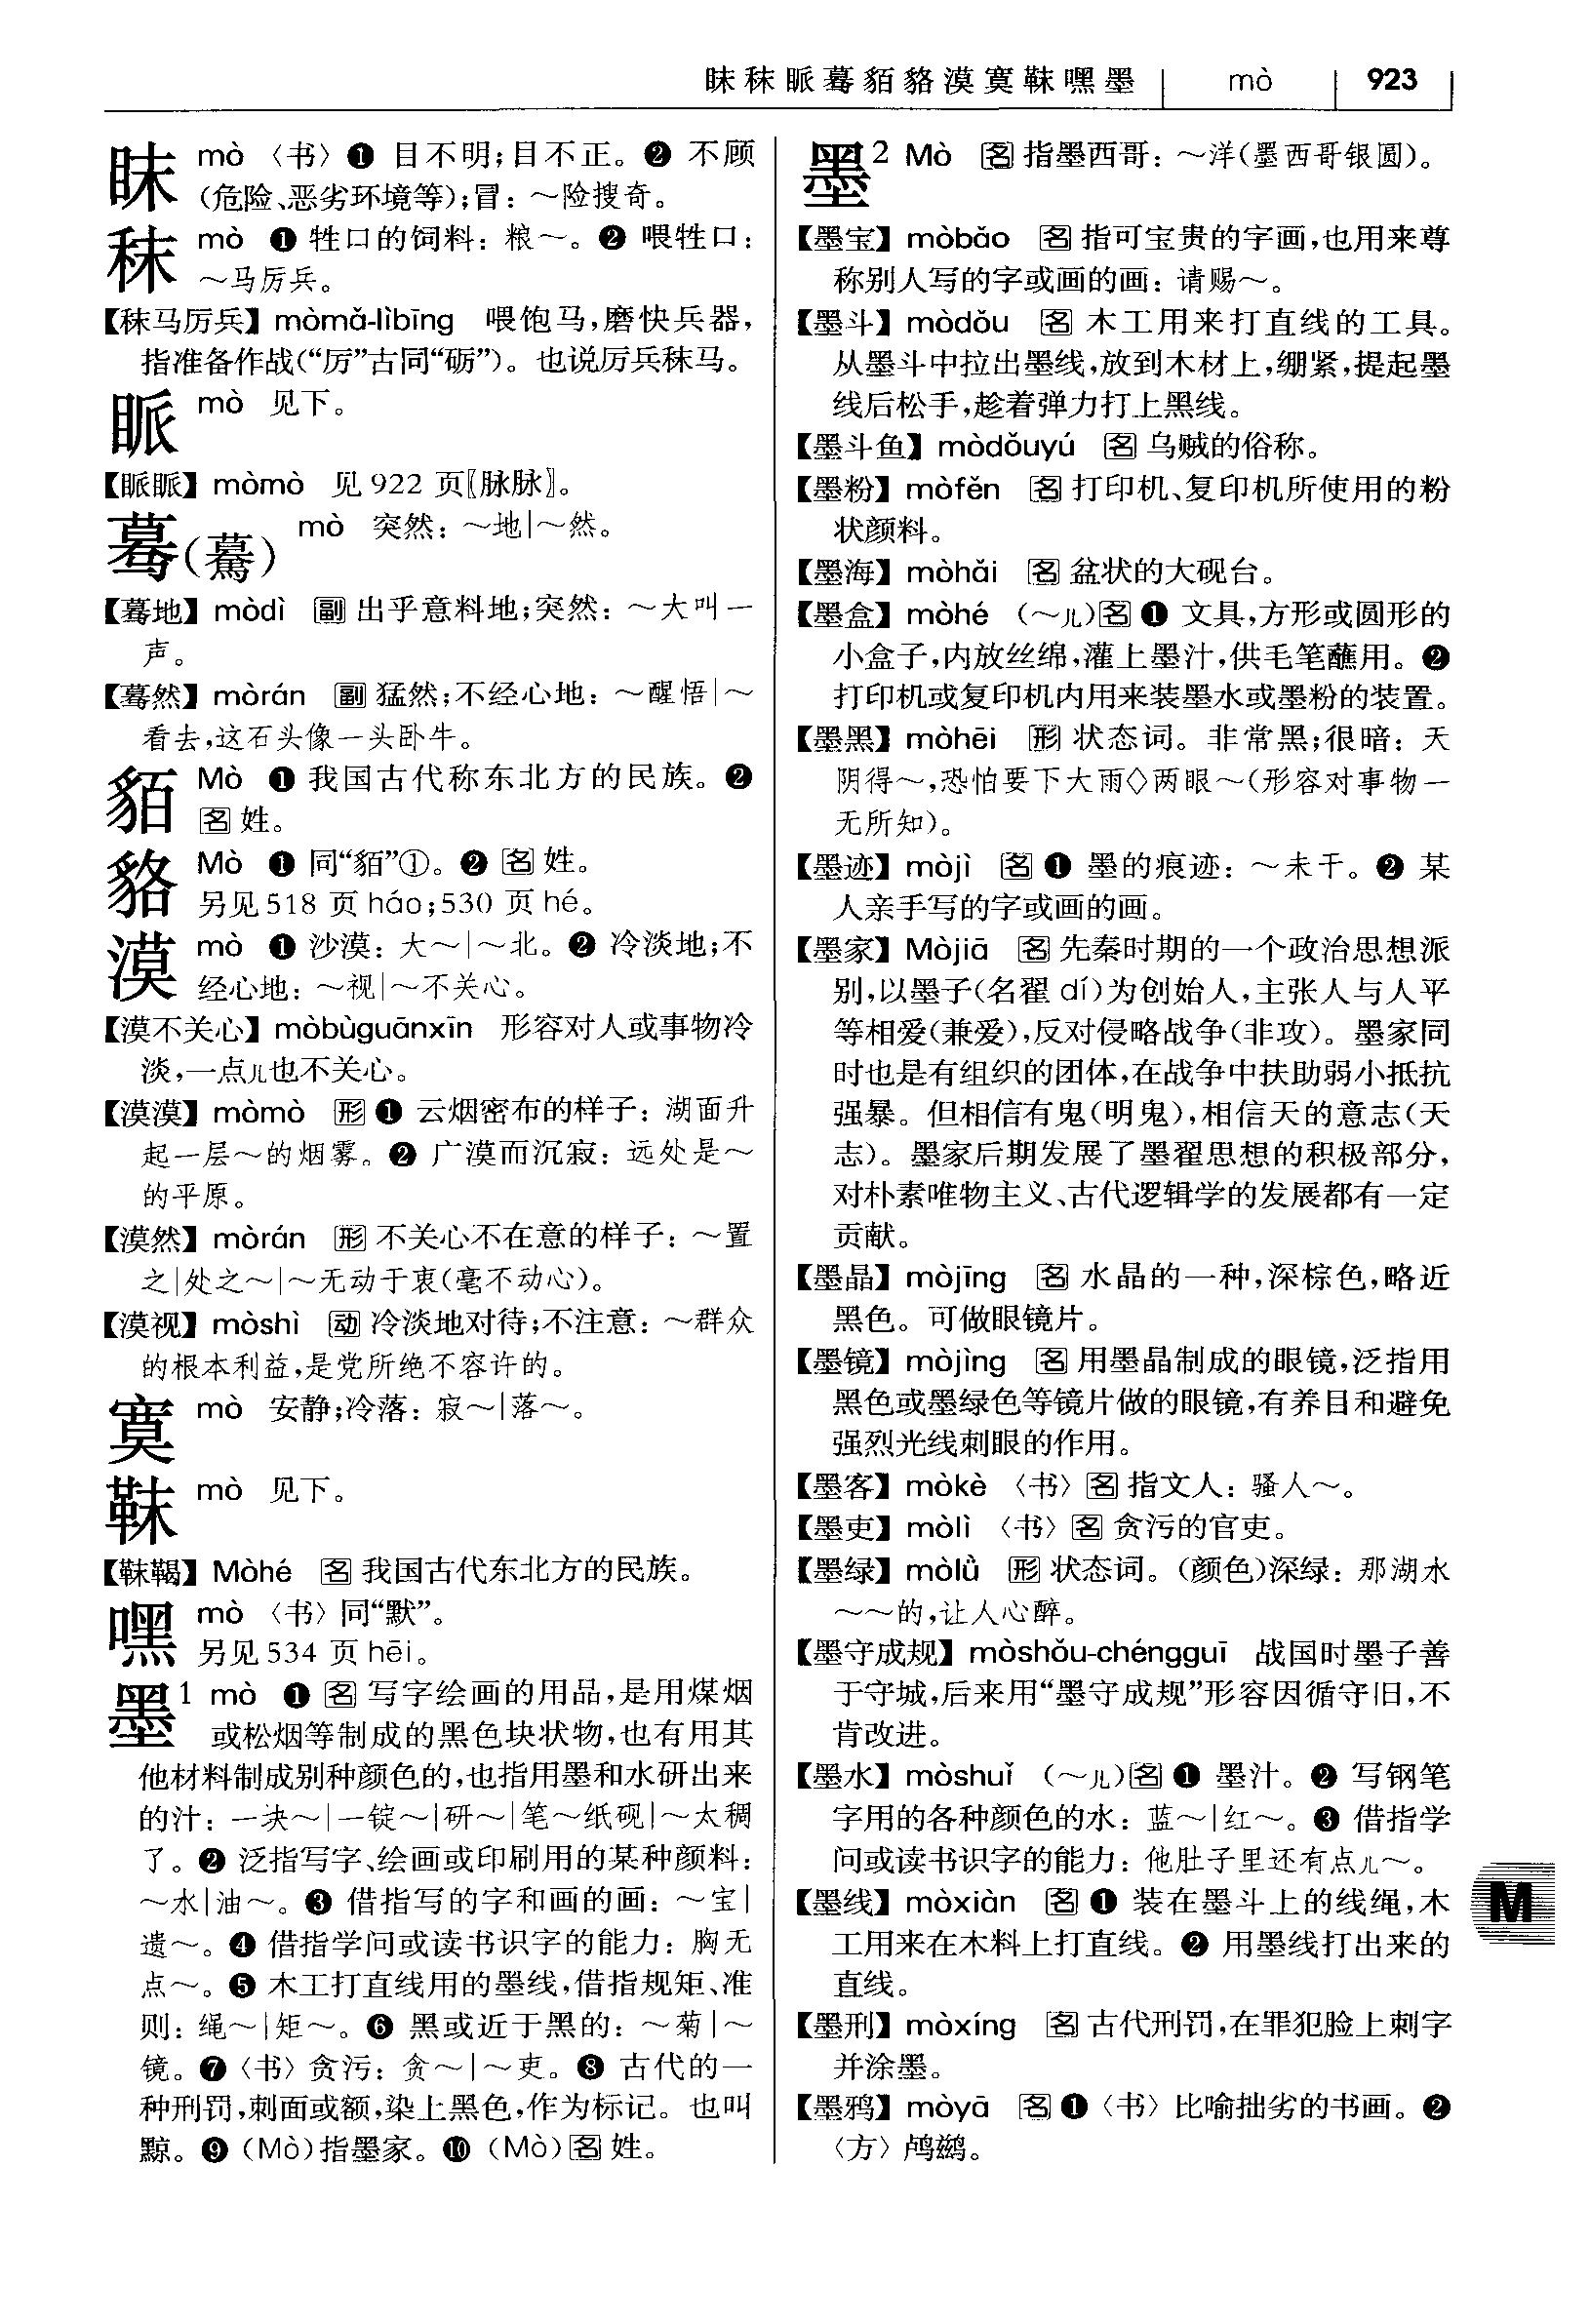 昩秣眽蓦貊貉漠寞靺嘿墨 mò 923
昩 mò 〈书〉❶ 目不明;目不正。❷ 不顾
(危险、恶劣环境等);冒:~险搜奇。
秣 mò ❶ 牲口的饲料:粮~。❷ 喂牲口:
~马厉兵。
【秣马厉兵】mòmǎ-lìbīng 喂饱马,磨快兵器,
指准备作战(“厉”古同“砺”)。也说厉兵秣马。
眽 mò 见下。
【眽眽】mòmò 见 922 页〖脉脉〗。
蓦(驀) mò 突然:~地|~然。
【蓦地】mòdì 副 出乎意料地;突然:~大叫一
声。
【蓦然】mòrán 副 猛然;不经心地:~醒悟|~
看去,这石头像一头卧牛。
貊 Mò ❶ 我国古代称东北方的民族。❷
名 姓。
貉 Mò ❶ 同“貊”①。❷ 名 姓。
另见518 页 háo;530 页 hé。
漠 mò ❶ 沙漠:大~|~北。❷ 冷淡地;不
经心地:~视|~不关心。
【漠不关心】mòbùguānxīn 形容对人或事物冷
淡,一点儿也不关心。
【漠漠】mòmò 形 ❶ 云烟密布的样子:湖面升
起一层~的烟雾。❷ 广漠而沉寂:远处是~
的平原。
【漠然】mòrán 形 不关心不在意的样子:~置
之|处之~|~无动于衷(毫不动心)。
【漠视】mòshì 动 冷淡地对待;不注意:~群众
的根本利益,是党所绝不容许的。
寞 mò 安静;冷落:寂~|落~。
靺 mò 见下。
【靺鞨】Mòhé 名 我国古代东北方的民族。
嘿 mò 〈书〉同“默”。
另见 534 页 hēi。
墨1 mò ❶ 名 写字绘画的用品,是用煤烟
或松烟等制成的黑色块状物,也有用其
他材料制成别种颜色的,也指用墨和水研出来
的汁:一块~|一锭~|研~|笔~纸砚|~太稠
了。❷ 泛指写字、绘画或印刷用的某种颜料:
~水|油~。❸ 借指写的字和画的画:~宝|
遗~。❹ 借指学问或读书识字的能力:胸无
点~。❺ 木工打直线用的墨线,借指规矩、准
则:绳~|矩~。❻ 黑或近于黑的:~菊|~
镜。❼〈书〉贪污:贪~|~吏。❽ 古代的一
种刑罚,刺面或额,染上黑色,作为标记。也叫
黥。❾(Mò)指墨家。❿(Mò)名 姓。
墨2 Mò 名 指墨西哥:~洋(墨西哥银圆)。
【墨宝】mòbǎo 名 指可宝贵的字画,也用来尊
称别人写的字或画的画:请赐~。
【墨斗】mòdǒu 名 木工用来打直线的工具。
从墨斗中拉出墨线,放到木材上,绷紧,提起墨
线后松手,趁着弹力打上黑线。
【墨斗鱼】mòdǒuyú 名 乌贼的俗称。
【墨粉】mòfěn 名 打印机、复印机所使用的粉
状颜料。
【墨海】mòhǎi 名 盆状的大砚台。
【墨盒】mòhé (~儿)名 ❶ 文具,方形或圆形的
小盒子,内放丝绵,灌上墨汁,供毛笔蘸用。❷
打印机或复印机内用来装墨水或墨粉的装置。
【墨黑】mòhēi 形 状态词。非常黑;很暗:天
阴得~,恐怕要下大雨◇两眼~(形容对事物一
无所知)。
【墨迹】mòjì 名 ❶ 墨的痕迹:~未干。❷ 某
人亲手写的字或画的画。
【墨家】Mòjiā 名 先秦时期的一个政治思想派
别,以墨子(名翟 dí)为创始人,主张人与人平
等相爱(兼爱),反对侵略战争(非攻)。墨家同
时也是有组织的团体,在战争中扶助弱小抵抗
强暴。但相信有鬼(明鬼),相信天的意志(天
志)。墨家后期发展了墨翟思想的积极部分,
对朴素唯物主义、古代逻辑学的发展都有一定
贡献。
【墨晶】mòjīng 名 水晶的一种,深棕色,略近
黑色。可做眼镜片。
【墨镜】mòjìng 名 用墨晶制成的眼镜,泛指用
黑色或墨绿色等镜片做的眼镜,有养目和避免
强烈光线刺眼的作用。
【墨客】mòkè 〈书〉名 指文人:骚人~。
【墨吏】mòlì 〈书〉名 贪污的官吏。
【墨绿】mòlǜ 形 状态词。(颜色)深绿:那湖水
~~的,让人心醉。
【墨守成规】mòshǒu-chéngguī 战国时墨子善
于守城,后来用“墨守成规”形容因循守旧,不
肯改进。
【墨水】mòshuǐ (~儿)名 ❶ 墨汁。❷ 写钢笔
字用的各种颜色的水:蓝~|红~。❸ 借指学
问或读书识字的能力:他肚子里还有点儿~。
【墨线】mòxiàn 名 ❶ 装在墨斗上的线绳,木
工用来在木料上打直线。❷ 用墨线打出来的
直线。
【墨刑】mòxíng 名 古代刑罚,在罪犯脸上刺字
并涂墨。
【墨鸦】mòyā 名 ❶〈书〉比喻拙劣的书画。❷
〈方〉鸬鹚。
M